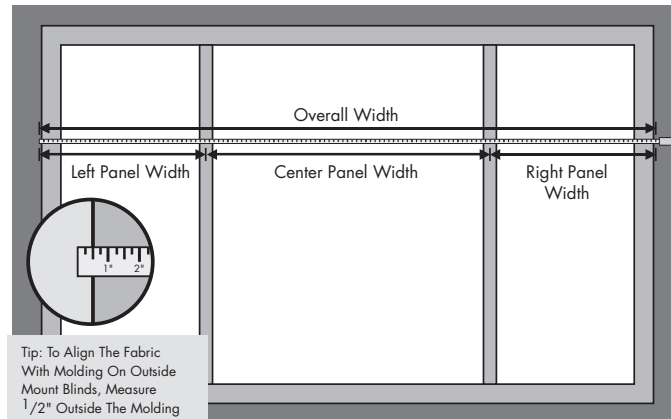 Overall Width
Left Panel Width
Center Panel Width
Right Panel
Width
1" 2"
Tip: To Align The Fabric
With Molding On Outside
Mount Blinds, Measure
1/2" Outside The Molding